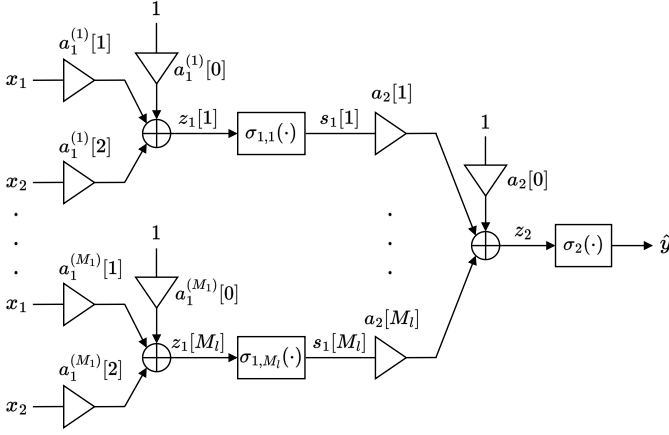 1
a_1^{(1)}[1]
x_1
a_1^{(1)}[0]
z_1[1]
σ_{1,1}(·)
s_1[1]
a_2[1]
a_1^{(1)}[2]
x_2
1
a_2[0]
z_2
σ_2(·)
ŷ
1
a_1^{(M_1)}[1]
x_1
a_1^{(M_1)}[0]
z_1[M_l]
σ_{1,M_l}(·)
s_1[M_l]
a_2[M_l]
a_1^{(M_1)}[2]
x_2